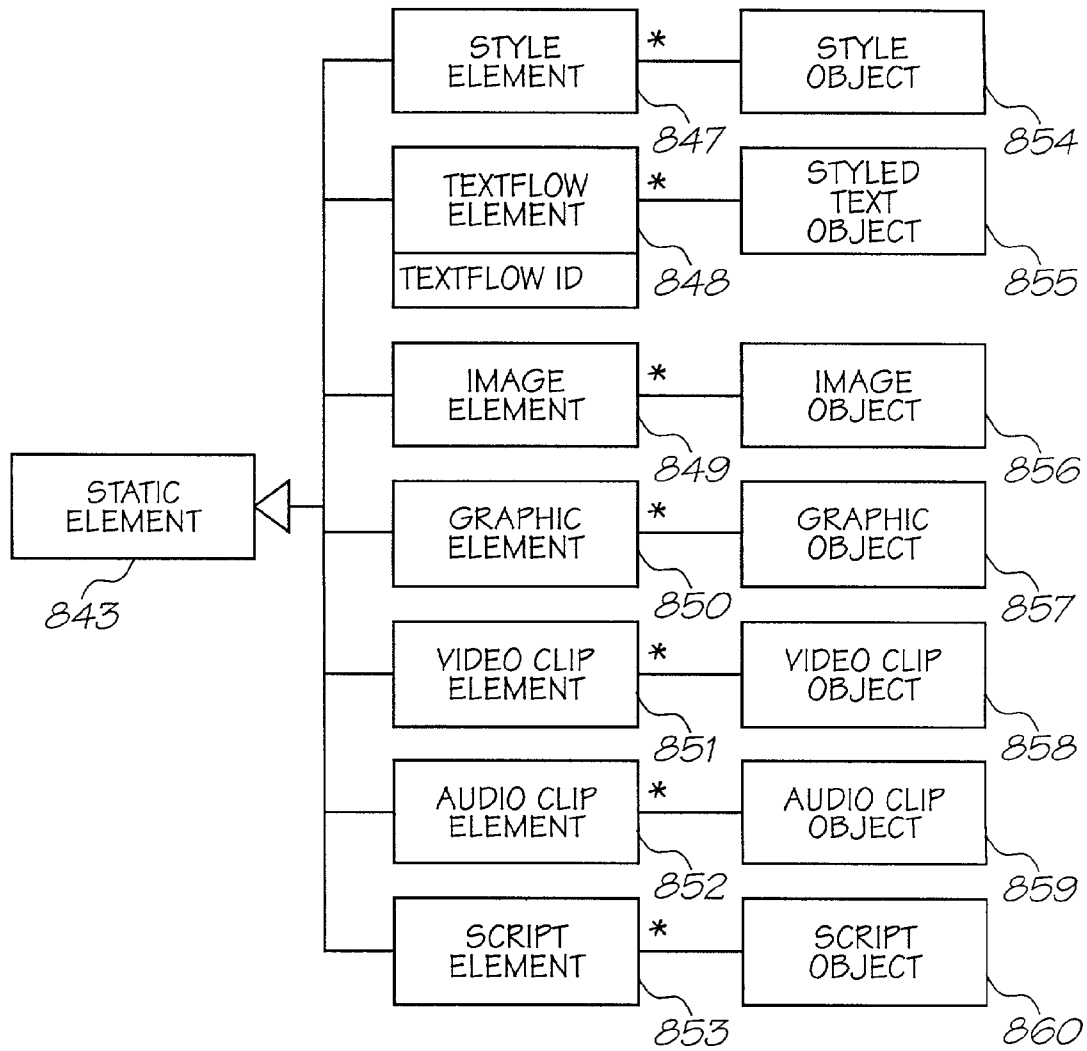 STYLE
ELEMENT
*
STYLE
OBJECT
847
854
TEXTFLOW
ELEMENT
*
STYLED
TEXT
OBJECT
TEXTFLOW ID
848
855
IMAGE
ELEMENT
*
IMAGE
OBJECT
849
856
STATIC
ELEMENT
843
GRAPHIC
ELEMENT
*
GRAPHIC
OBJECT
850
857
VIDEO CLIP
ELEMENT
*
VIDEO CLIP
OBJECT
851
858
AUDIO CLIP
ELEMENT
*
AUDIO CLIP
OBJECT
852
859
SCRIPT
ELEMENT
*
SCRIPT
OBJECT
853
860